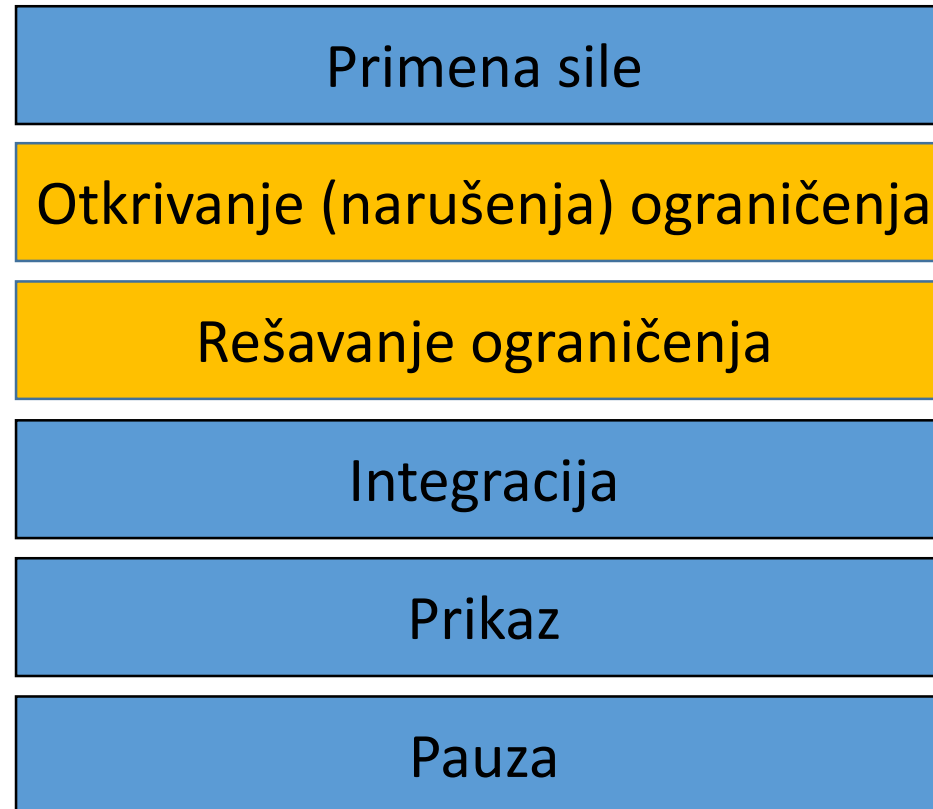 Primena sile
Otkrivanje (narušenja) ograničenja
Rešavanje ograničenja
Integracija
Prikaz
Pauza